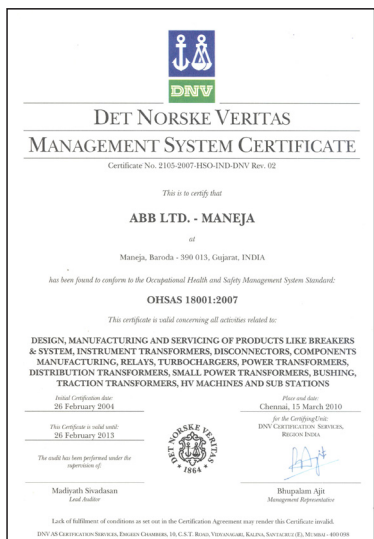 DNV
DET NORSKE VERITAS
MANAGEMENT SYSTEM CERTIFICATE
Certificate No. 2105-2007-HSO-IND-DNV Rev. 02
This is to certify that
ABB LTD. - MANEJA
at
Maneja, Baroda - 390 013, Gujarat, INDIA
has been found to conform to the Occupational Health and Safety Management System Standard:
OHSAS 18001:2007
This certificate is valid concerning all activities related to:
DESIGN, MANUFACTURING AND SERVICING OF PRODUCTS LIKE BREAKERS
& SYSTEM, INSTRUMENT TRANSFORMERS, DISCONNECTORS, COMPONENTS
MANUFACTURING, RELAYS, TURBOCHARGERS, POWER TRANSFORMERS,
DISTRIBUTION TRANSFORMERS, SMALL POWER TRANSFORMERS, BUSHING,
TRACTION TRANSFORMERS, HV MACHINES AND SUB STATIONS
Initial Certification date:
26 February 2004
This Certificate is valid until:
26 February 2013
The audit has been performed under the
supervision of:
Madiyath Sivadasan
Lead Auditor
DET NORSKE VERITAS
1864
Place and date:
Chennai, 15 March 2010
for the Certifying Unit:
DNV CERTIFICATION SERVICES,
REGION INDIA
Bhupalam Ajit
Management Representative
Lack of fulfilment of conditions as set out in the Certification Agreement may render this Certificate invalid.
DNV AS CERTIFICATION SERVICES, EMGEEN CHAMBERS, 10, C.S.T. ROAD, VIDYANAGARI, KALINA, SANTACRUZ (E), MUMBAI - 400 098